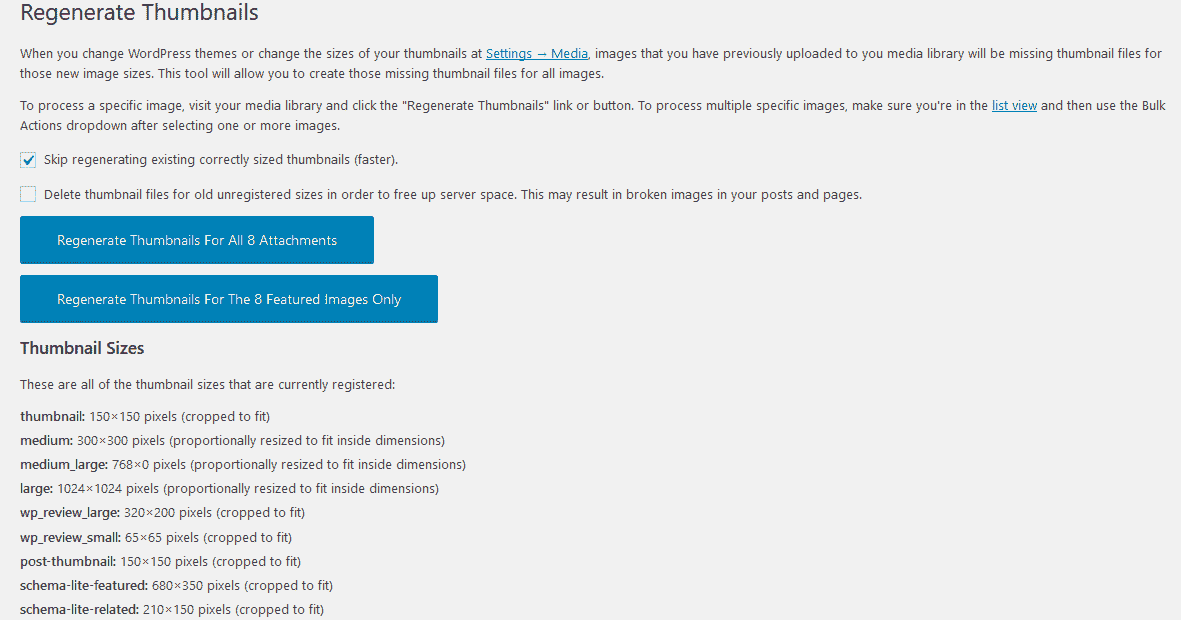 Regenerate Thumbnails
When you change WordPress themes or change the sizes of your thumbnails at Settings → Media, images that you have previously uploaded to you media library will be missing thumbnail files for
those new image sizes. This tool will allow you to create those missing thumbnail files for all images.
To process a specific image, visit your media library and click the "Regenerate Thumbnails" link or button. To process multiple specific images, make sure you're in the list view and then use the Bulk
Actions dropdown after selecting one or more images.
Skip regenerating existing correctly sized thumbnails (faster).
Delete thumbnail files for old unregistered sizes in order to free up server space. This may result in broken images in your posts and pages.
Regenerate Thumbnails For All 8 Attachments
Regenerate Thumbnails For The 8 Featured Images Only
Thumbnail Sizes
These are all of the thumbnail sizes that are currently registered:
thumbnail: 150×150 pixels (cropped to fit)
medium: 300×300 pixels (proportionally resized to fit inside dimensions)
medium_large: 768×0 pixels (proportionally resized to fit inside dimensions)
large: 1024×1024 pixels (proportionally resized to fit inside dimensions)
wp_review_large: 320×200 pixels (cropped to fit)
wp_review_small: 65×65 pixels (cropped to fit)
post-thumbnail: 150×150 pixels (cropped to fit)
schema-lite-featured: 680×350 pixels (cropped to fit)
schema-lite-related: 210×150 pixels (cropped to fit)